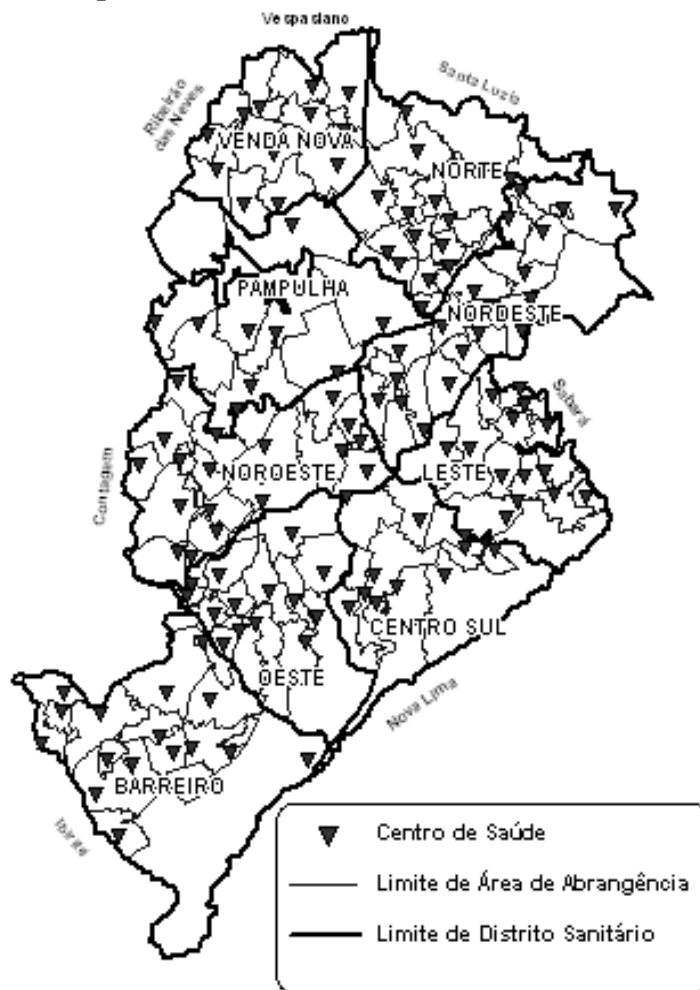 Vespasiano
Santa Luzia
Ribeirão
das Neves
VENDA NOVA
NORTE
PAMPULHA
NORDESTE
Sabará
Contagem
NOROESTE
LESTE
CENTRO SUL
OESTE
Nova Lima
BARREIRO
Ibirité
Centro de Saúde
Limite de Área de Abrangência
Limite de Distrito Sanitário